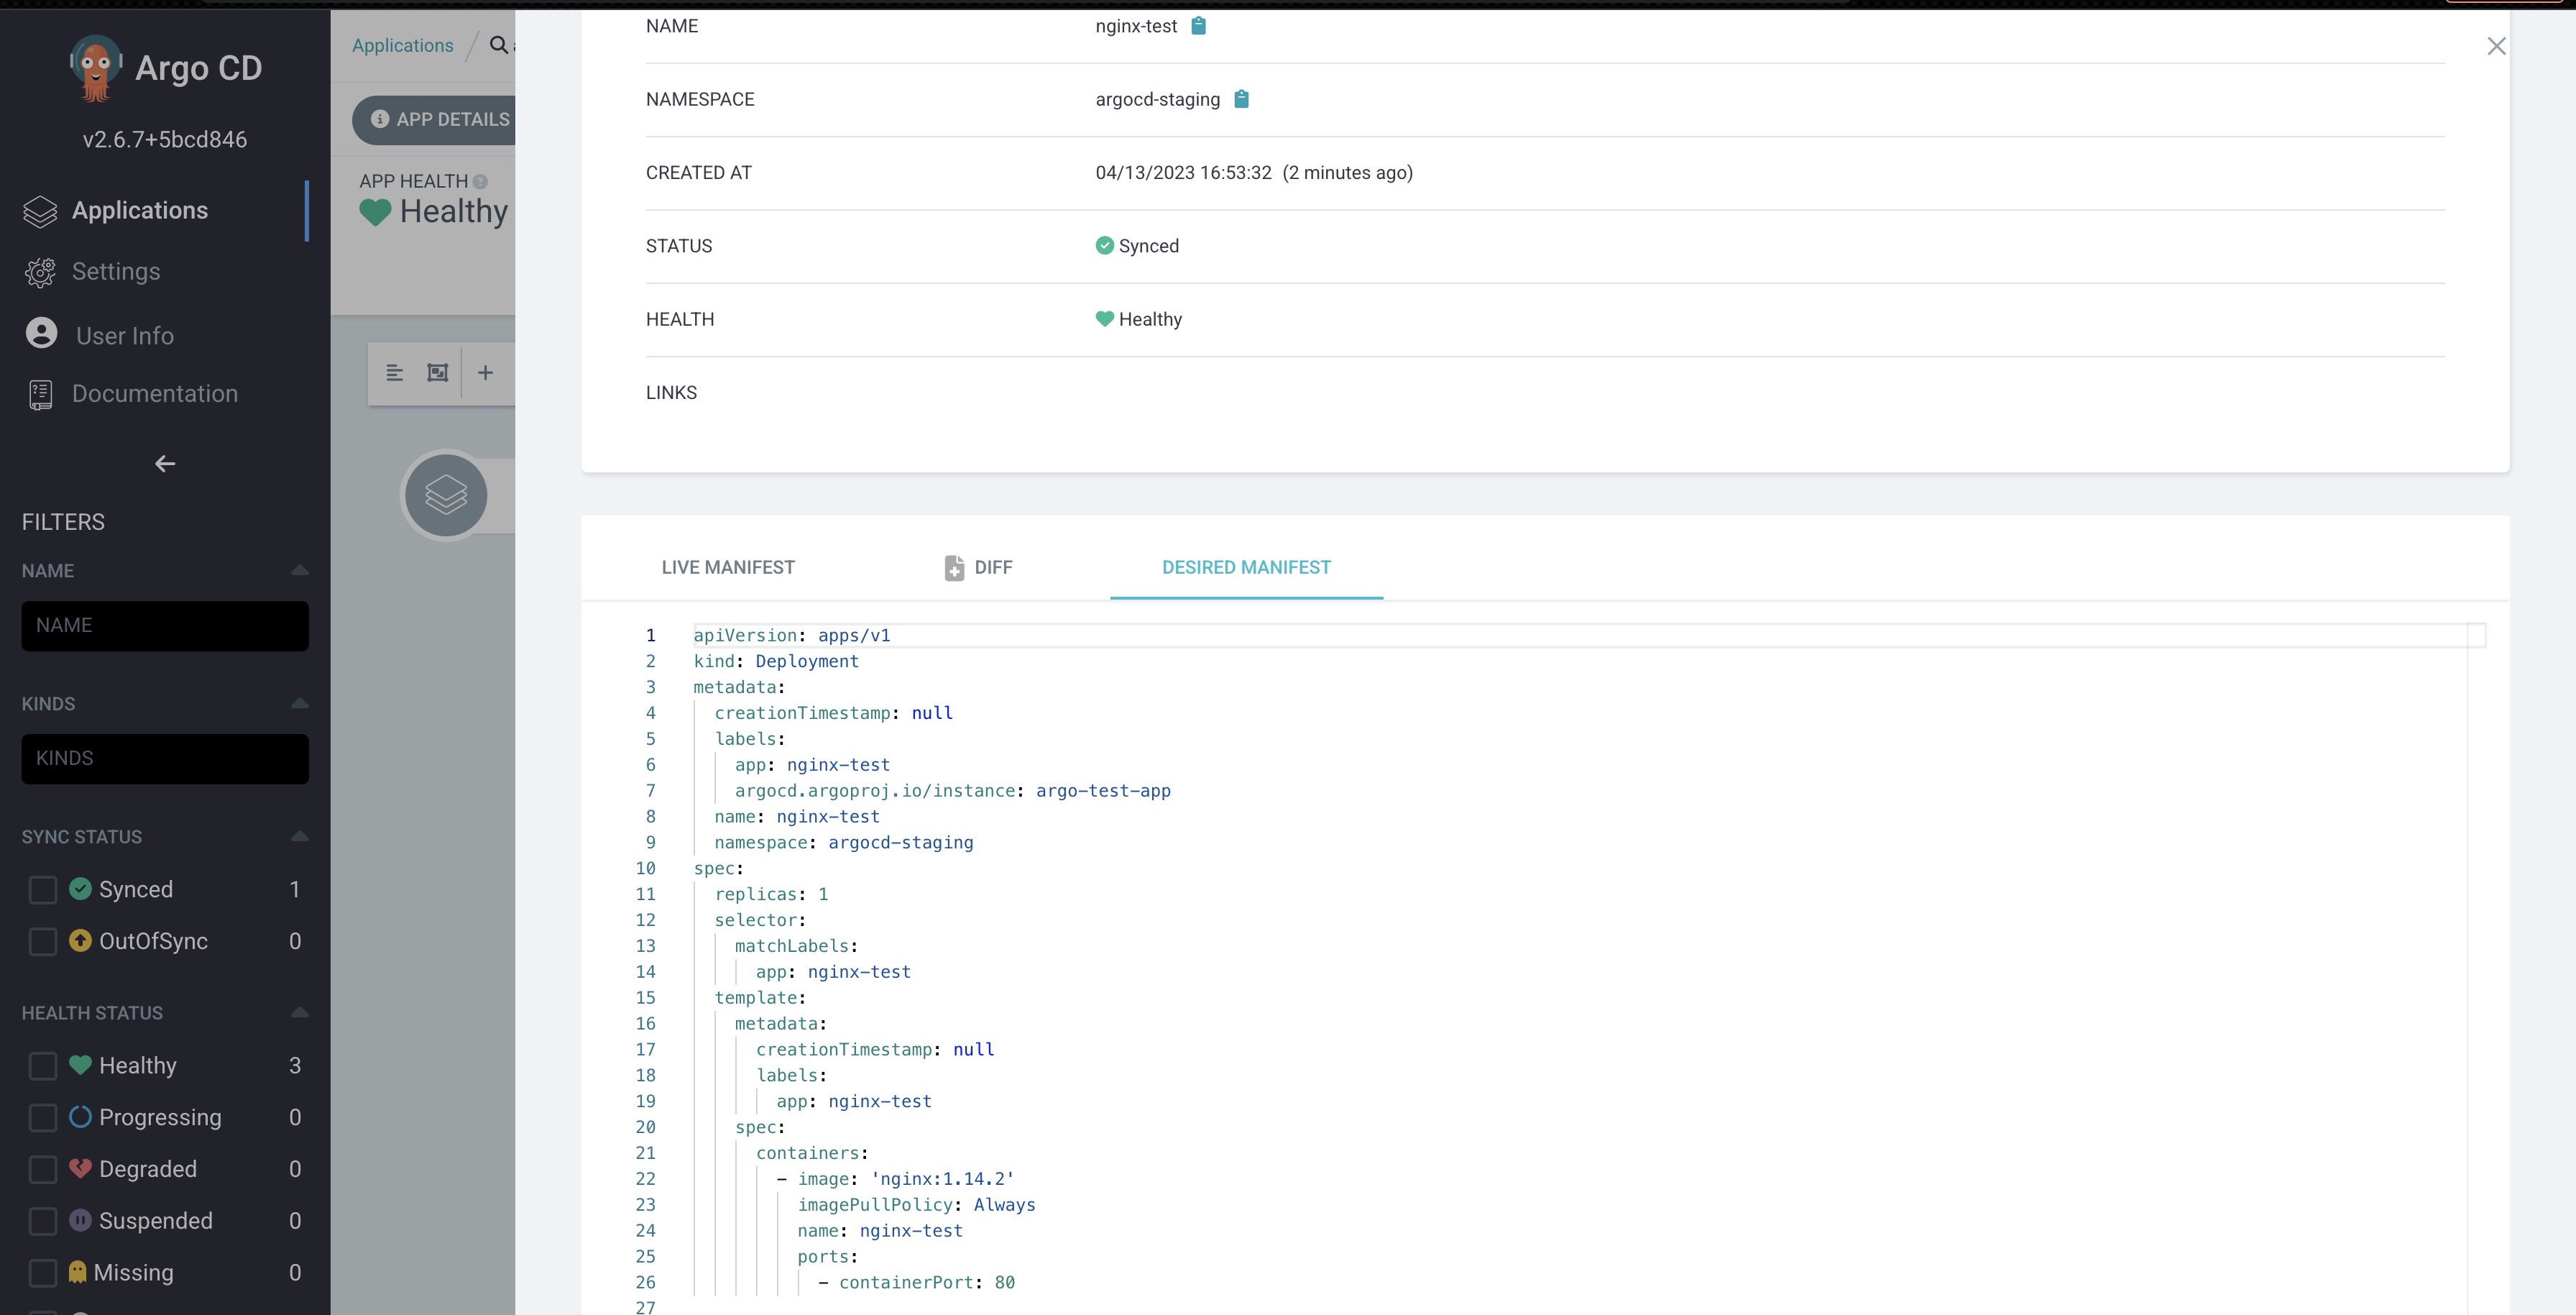 Argo CD
v2.6.7+5bcd846
Applications
Settings
User Info
Documentation
FILTERS
NAME
NAME
KINDS
KINDS
SYNC STATUS
Synced 1
OutOfSync 0
HEALTH STATUS
Healthy 3
Progressing 0
Degraded 0
Suspended 0
Missing 0
Applications /
APP DETAILS
APP HEALTH
Healthy
NAME nginx-test
NAMESPACE argocd-staging
CREATED AT 04/13/2023 16:53:32 (2 minutes ago)
STATUS Synced
HEALTH Healthy
LINKS
LIVE MANIFEST DIFF DESIRED MANIFEST
1 apiVersion: apps/v1
2 kind: Deployment
3 metadata:
4 creationTimestamp: null
5 labels:
6 app: nginx-test
7 argocd.argoproj.io/instance: argo-test-app
8 name: nginx-test
9 namespace: argocd-staging
10 spec:
11 replicas: 1
12 selector:
13 matchLabels:
14 app: nginx-test
15 template:
16 metadata:
17 creationTimestamp: null
18 labels:
19 app: nginx-test
20 spec:
21 containers:
22 - image: 'nginx:1.14.2'
23 imagePullPolicy: Always
24 name: nginx-test
25 ports:
26 - containerPort: 80
27